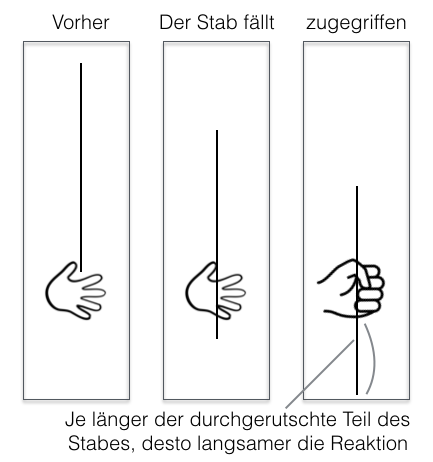 Vorher
Der Stab fällt
zugegriffen
Je länger der durchgerutschte Teil des
Stabes, desto langsamer die Reaktion